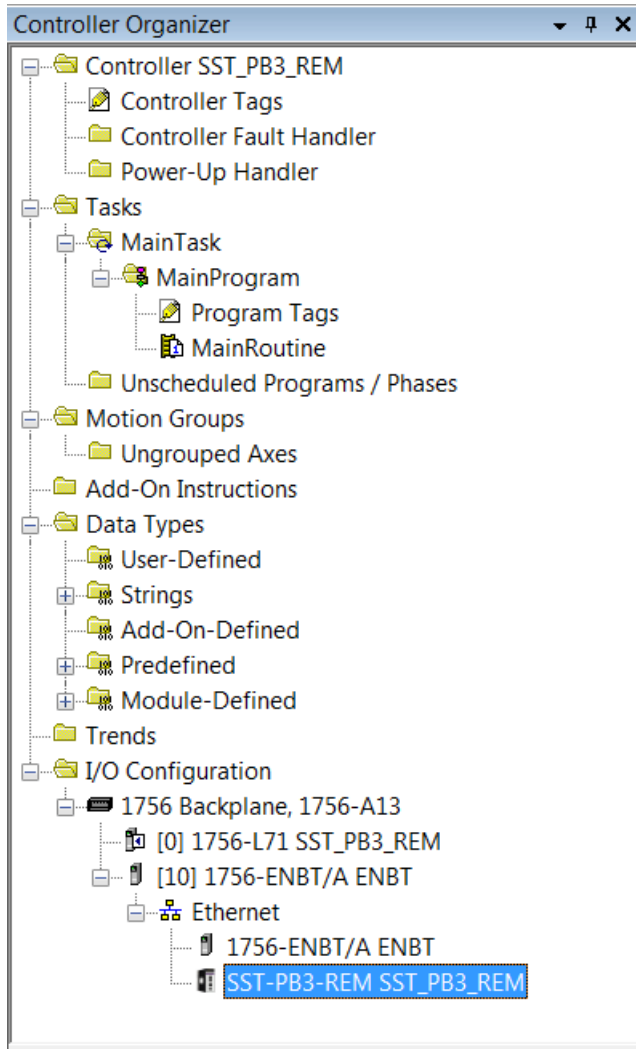 Controller Organizer
Controller SST_PB3_REM
Controller Tags
Controller Fault Handler
Power-Up Handler
Tasks
MainTask
MainProgram
Program Tags
MainRoutine
Unscheduled Programs / Phases
Motion Groups
Ungrouped Axes
Add-On Instructions
Data Types
User-Defined
Strings
Add-On-Defined
Predefined
Module-Defined
Trends
I/O Configuration
1756 Backplane, 1756-A13
[0] 1756-L71 SST_PB3_REM
[10] 1756-ENBT/A ENBT
Ethernet
1756-ENBT/A ENBT
SST-PB3-REM SST_PB3_REM